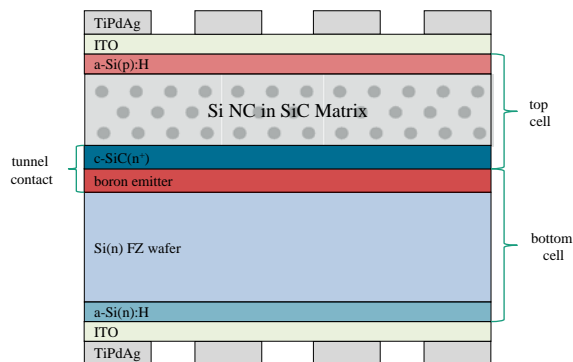 TiPdAg
ITO
a-Si(p):H
Si NC in SiC Matrix
top
cell
tunnel
contact
c-SiC(n⁺)
boron emitter
Si(n) FZ wafer
bottom
cell
a-Si(n):H
ITO
TiPdAg